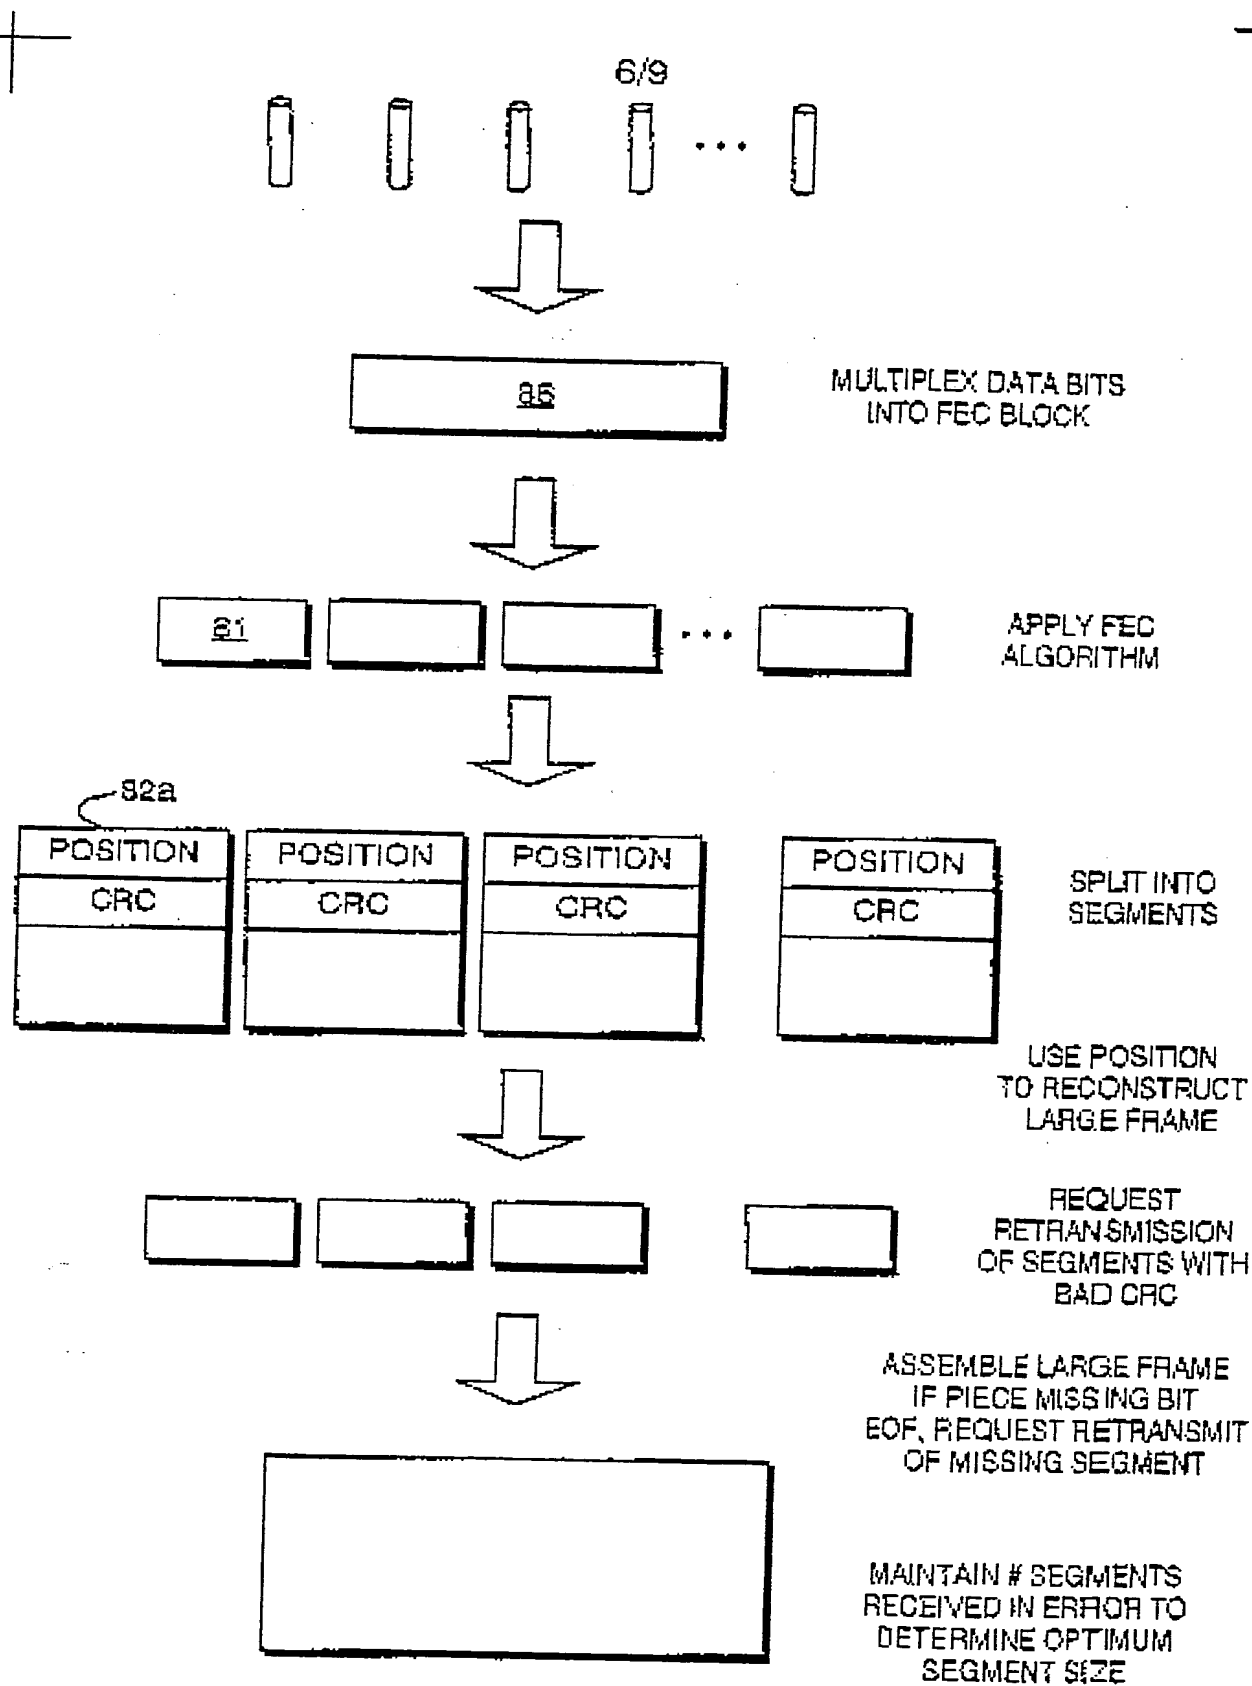 6/9
MULTIPLEX DATA BITS
INTO FEC BLOCK
86
APPLY FEC
ALGORITHM
81
82a
POSITION
CRC
POSITION
CRC
POSITION
CRC
POSITION
CRC
SPLIT INTO
SEGMENTS
USE POSITION
TO RECONSTRUCT
LARGE FRAME
REQUEST
RETRANSMISSION
OF SEGMENTS WITH
BAD CRC
ASSEMBLE LARGE FRAME
IF PIECE MISSING BIT
EOF, REQUEST RETRANSMIT
OF MISSING SEGMENT
MAINTAIN # SEGMENTS
RECEIVED IN ERROR TO
DETERMINE OPTIMUM
SEGMENT SIZE